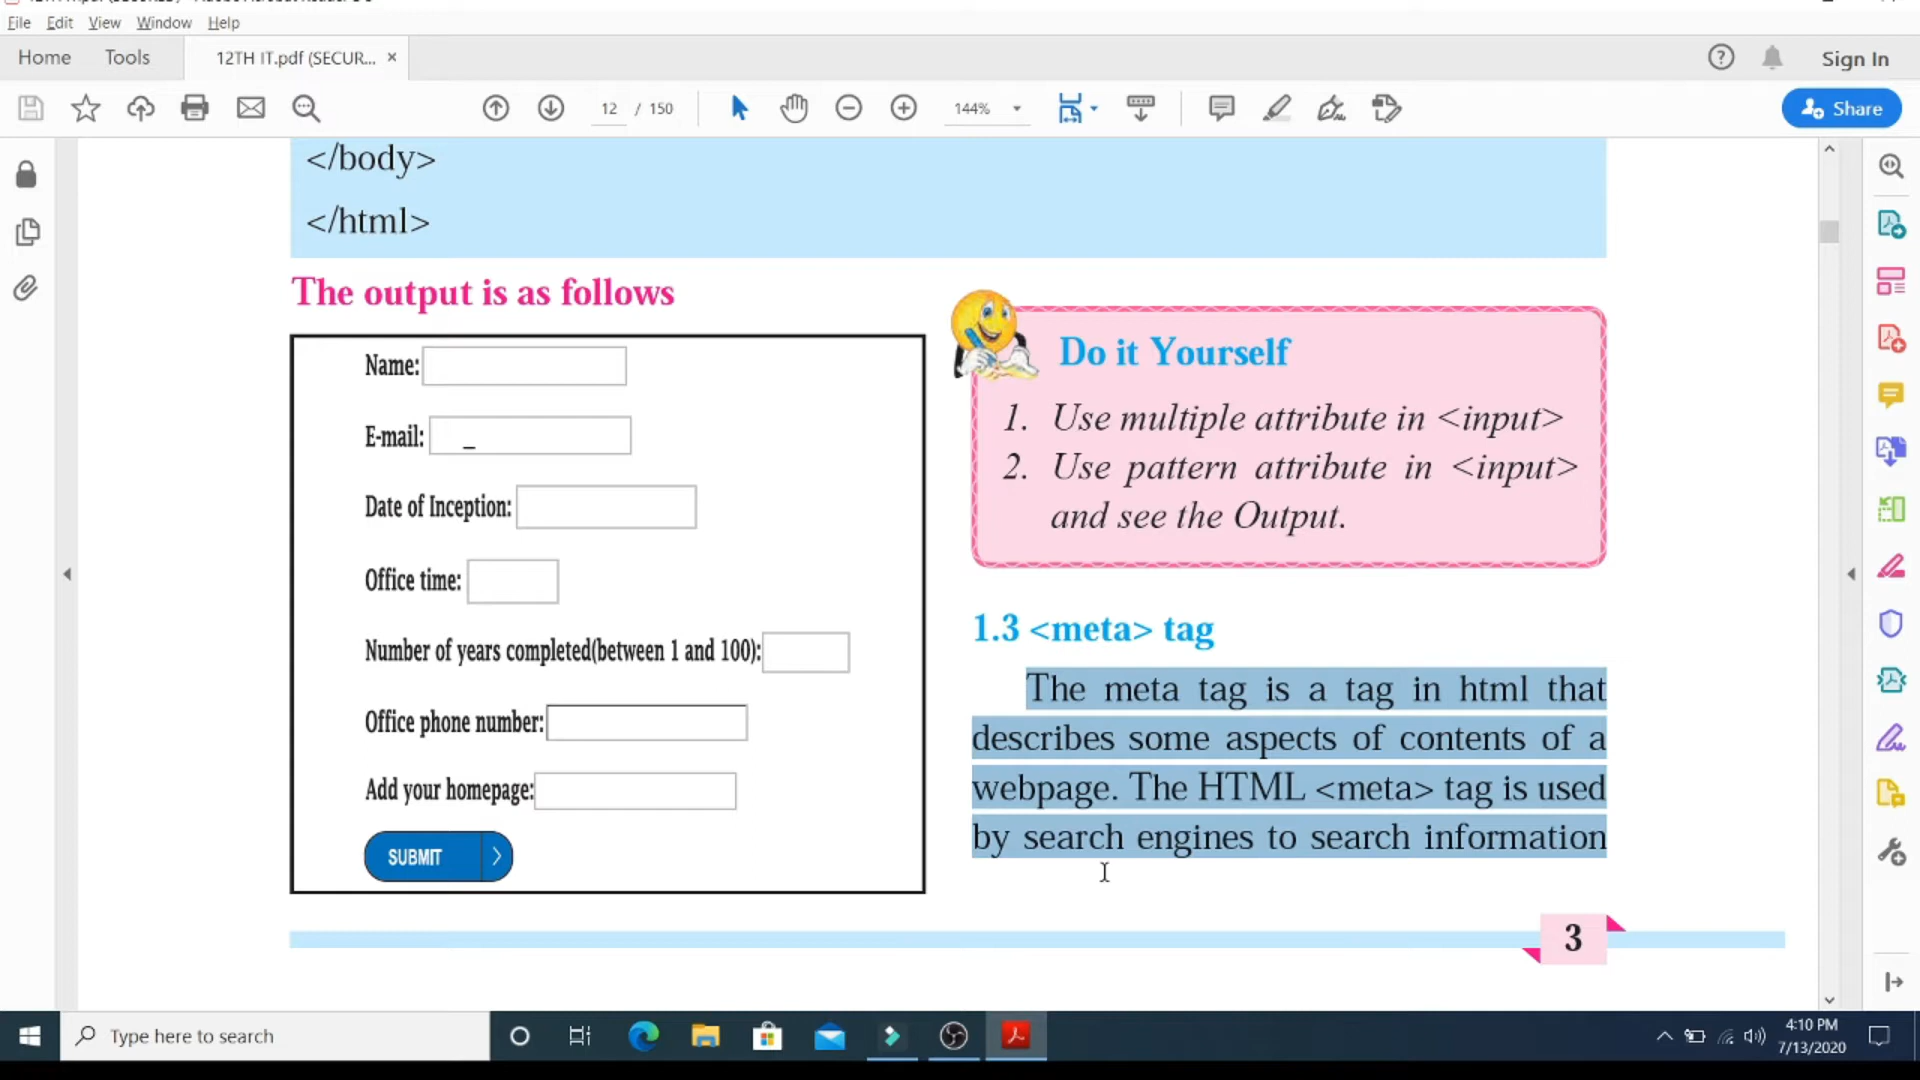 File Edit View Window Help
Home Tools 12TH IT.pdf (SECUR... × Sign In
12 / 150 144% Share
</body>
</html>
The output is as follows
Name:
E-mail: _
Date of Inception:
Office time:
Number of years completed(between 1 and 100):
Office phone number:
Add your homepage:
SUBMIT
Do it Yourself
1. Use multiple attribute in <input>
2. Use pattern attribute in <input>
and see the Output.
1.3 <meta> tag
The meta tag is a tag in html that
describes some aspects of contents of a
webpage. The HTML <meta> tag is used
by search engines to search information
3
Type here to search
4:10 PM
7/13/2020